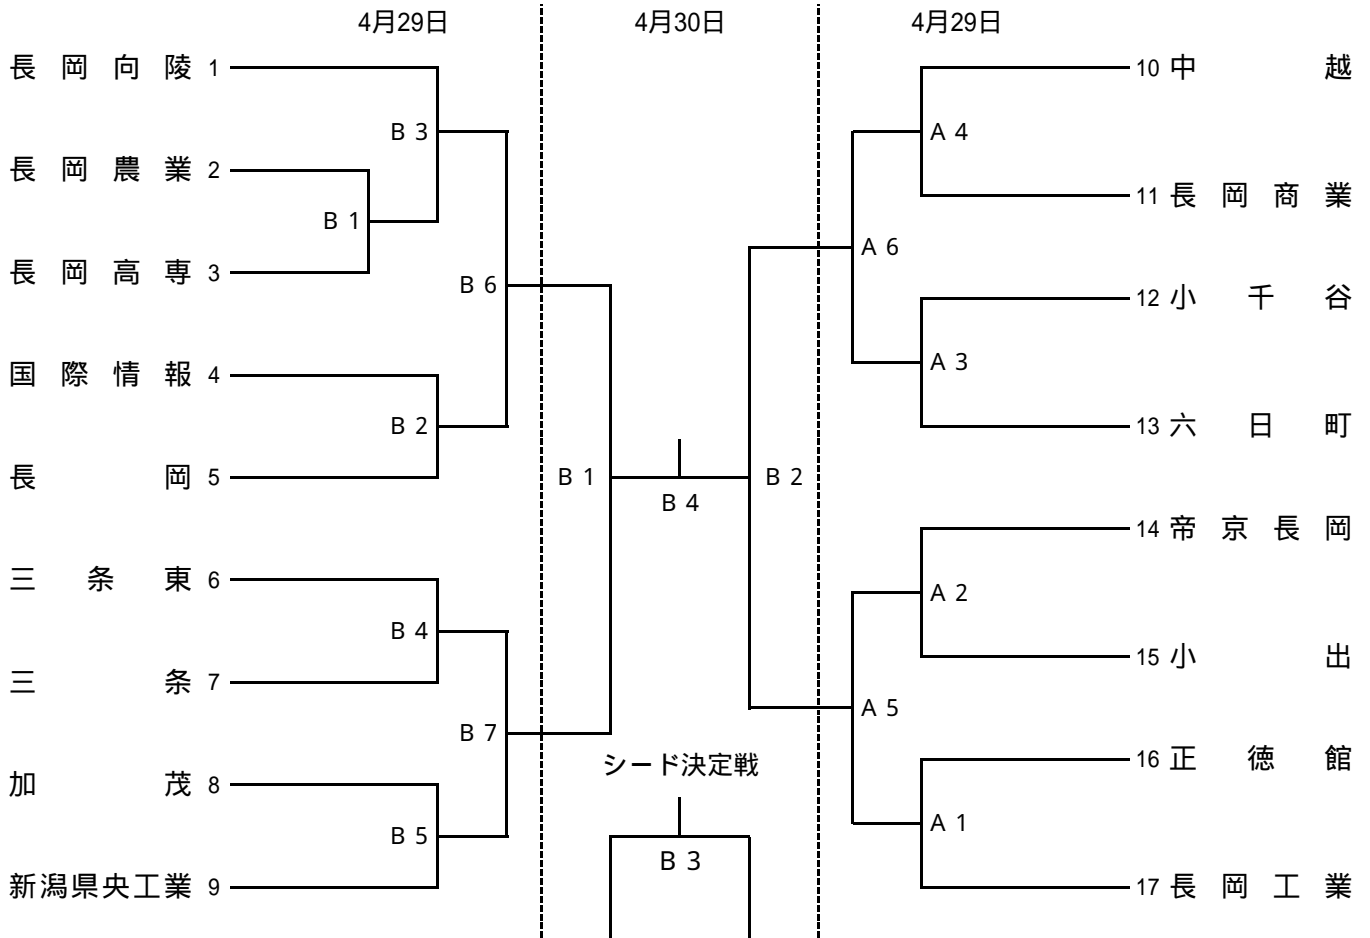 4月29日
4月30日
4月29日
長岡向陵 1
長岡農業 2
長岡高専 3
国際情報 4
長岡 5
三条東 6
三条 7
加茂 8
新潟県央工業 9
B 3
B 1
B 6
B 2
B 4
B 7
B 5
B 1
B 4
B 2
シード決定戦
B 3
A 4
A 6
A 3
A 2
A 5
A 1
10 中越
11 長岡商業
12 小千谷
13 六日町
14 帝京長岡
15 小出
16 正徳館
17 長岡工業